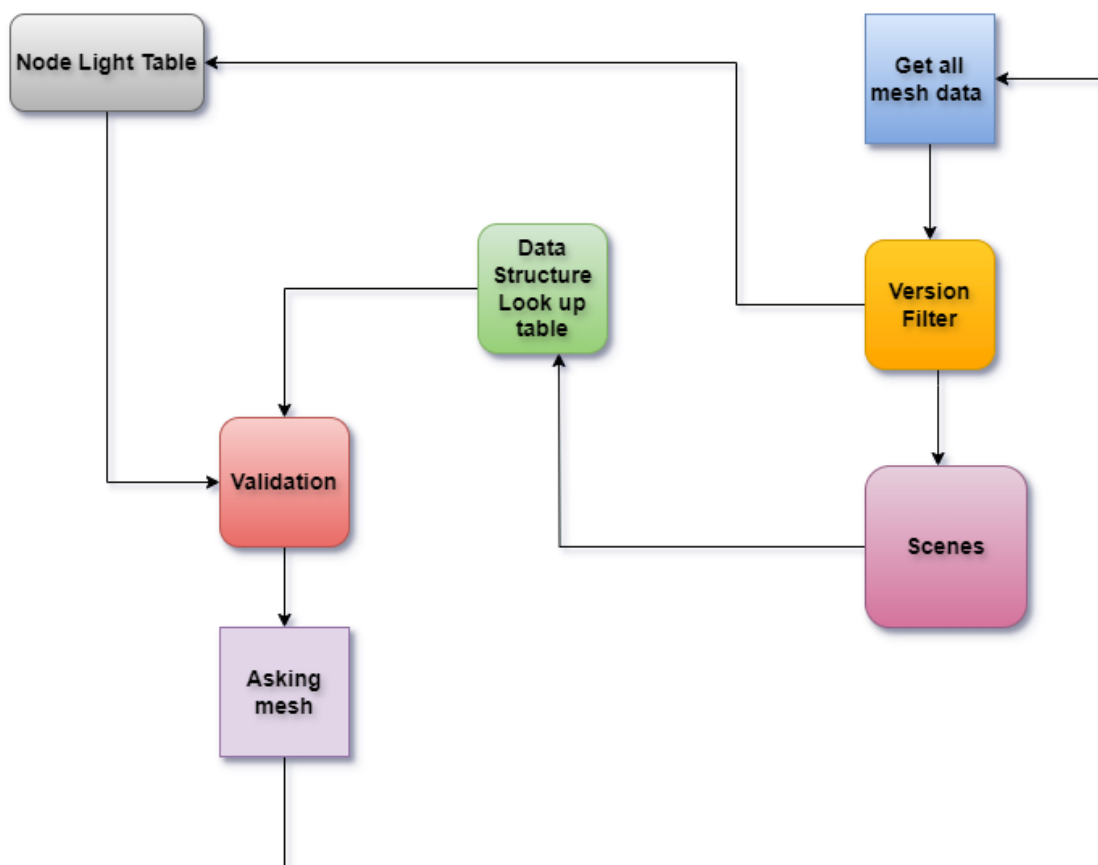 Node Light Table
Get all
mesh data
Data
Structure
Look up
table
Version
Filter
Validation
Scenes
Asking
mesh